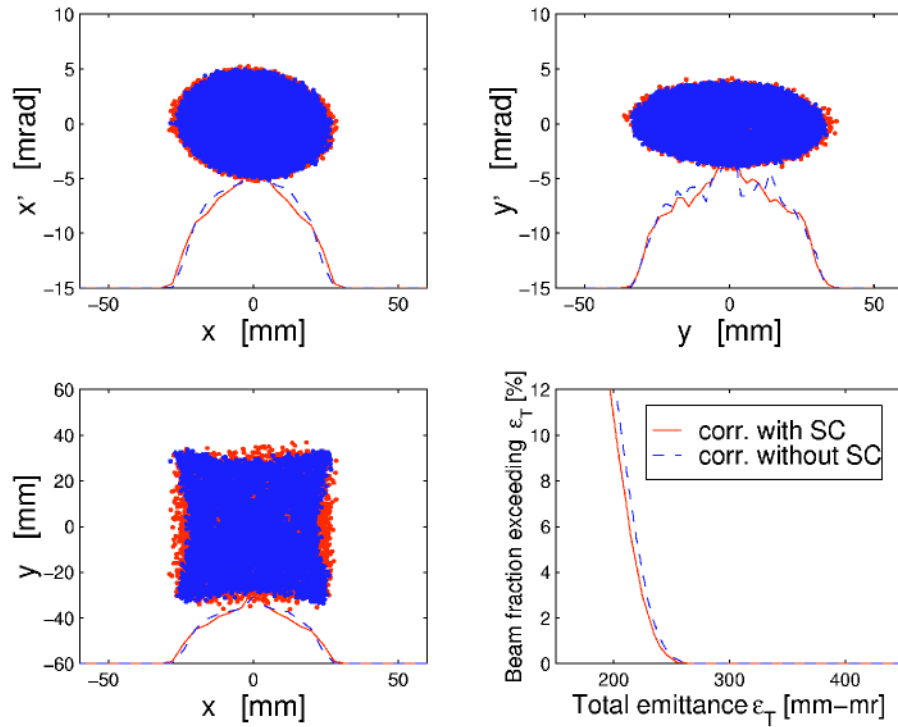 10
5
0
−5
−10
−15
x' [mrad]
−50 0 50
x [mm]
10
5
0
−5
−10
−15
y' [mrad]
−50 0 50
y [mm]
60
40
20
0
−20
−40
−60
y [mm]
−50 0 50
x [mm]
12
10
8
6
4
2
0
Beam fraction exceeding ε_T [%]
corr. with SC
corr. without SC
200 300 400
Total emittance ε_T [mm−mr]